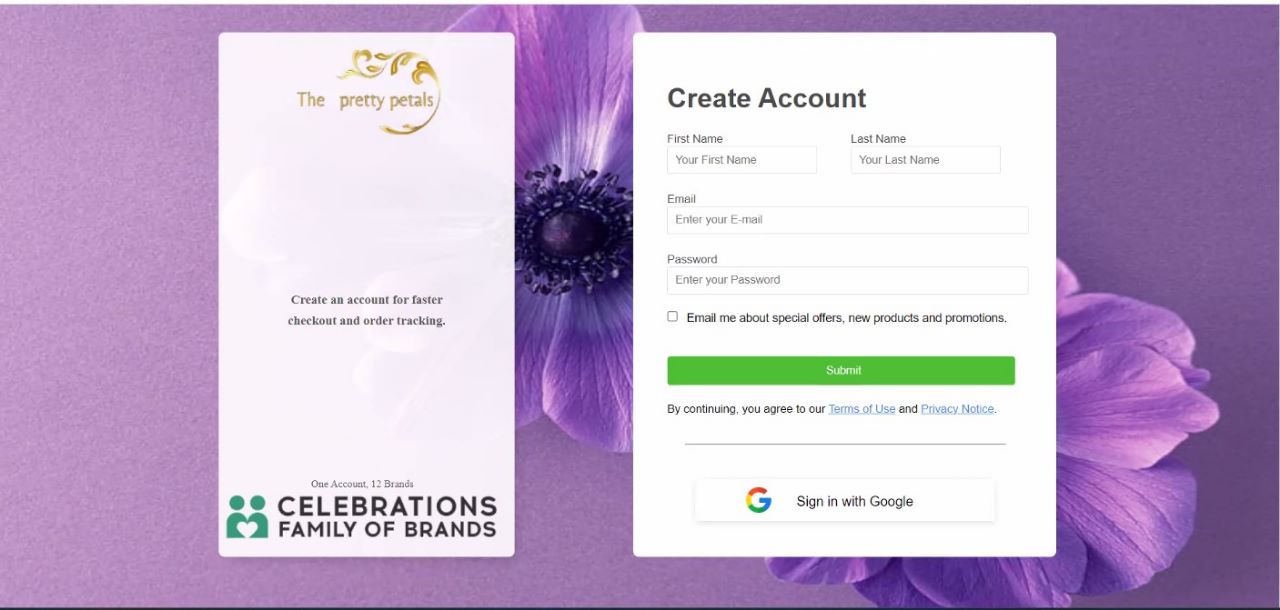 The pretty petals
Create an account for faster
checkout and order tracking.
One Account, 12 Brands
CELEBRATIONS
FAMILY OF BRANDS
Create Account
First Name
Last Name
Your First Name
Your Last Name
Email
Enter your E-mail
Password
Enter your Password
Email me about special offers, new products and promotions.
Submit
By continuing, you agree to our Terms of Use and Privacy Notice.
Sign in with Google